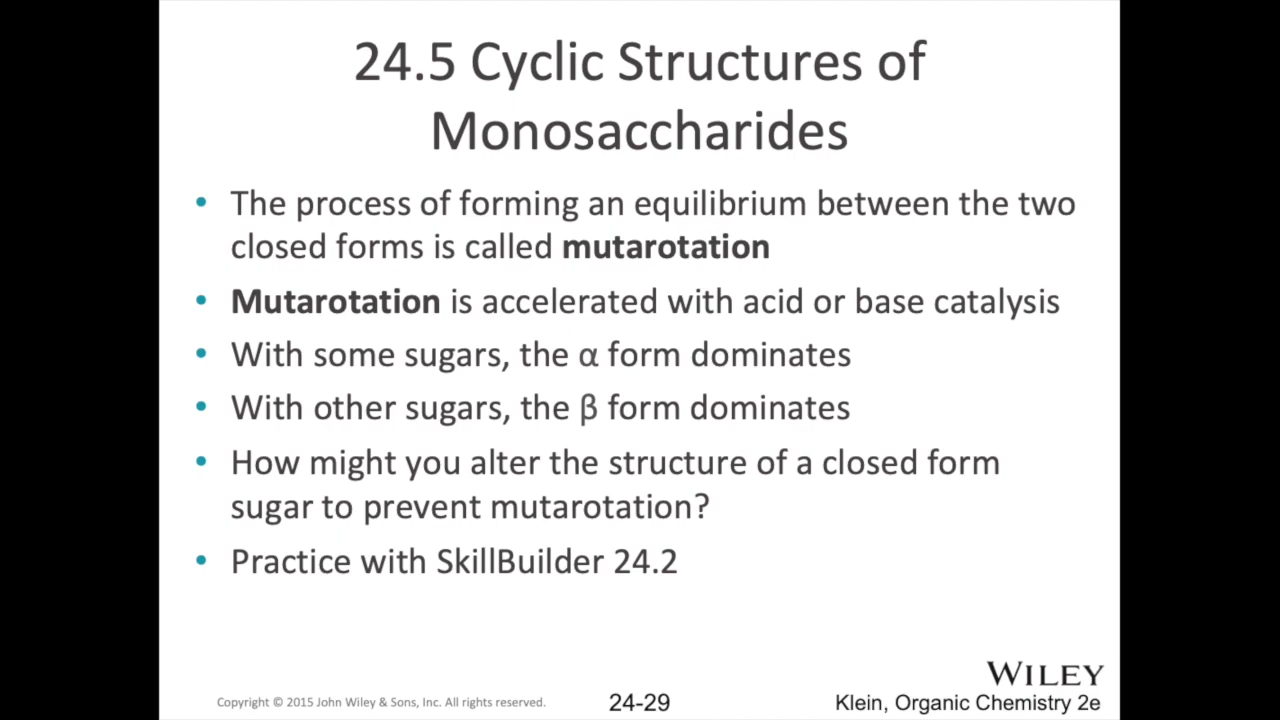 24.5 Cyclic Structures of
Monosaccharides
• The process of forming an equilibrium between the two
closed forms is called mutarotation
• Mutarotation is accelerated with acid or base catalysis
• With some sugars, the α form dominates
• With other sugars, the β form dominates
• How might you alter the structure of a closed form
sugar to prevent mutarotation?
• Practice with SkillBuilder 24.2
WILEY
Copyright © 2015 John Wiley & Sons, Inc. All rights reserved.
24-29
Klein, Organic Chemistry 2e